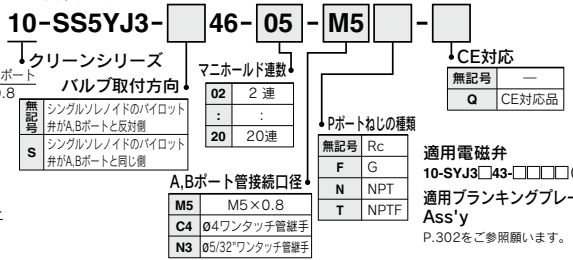 10-SS5YJ3-□46-05-M5□-□
クリーンシリーズ
ポート
0.8
バルブ取付方向
無記号 シングルソレノイドのパイロット
弁がA,Bポートと反対側
S シングルソレノイドのパイロット
弁がA,Bポートと同じ側
マニホールド連数
02 2 連
: :
20 20連
A,Bポート管接続口径
M5 M5×0.8
C4 ø4ワンタッチ管継手
N3 ø5/32"ワンタッチ管継手
Pポートねじの種類
無記号 Rc
F G
N NPT
T NPTF
CE対応
無記号 —
Q CE対応品
適用電磁弁
10-SYJ3□43-□□□□
適用ブランキングプレー
Ass'y
P.302をご参照願います。